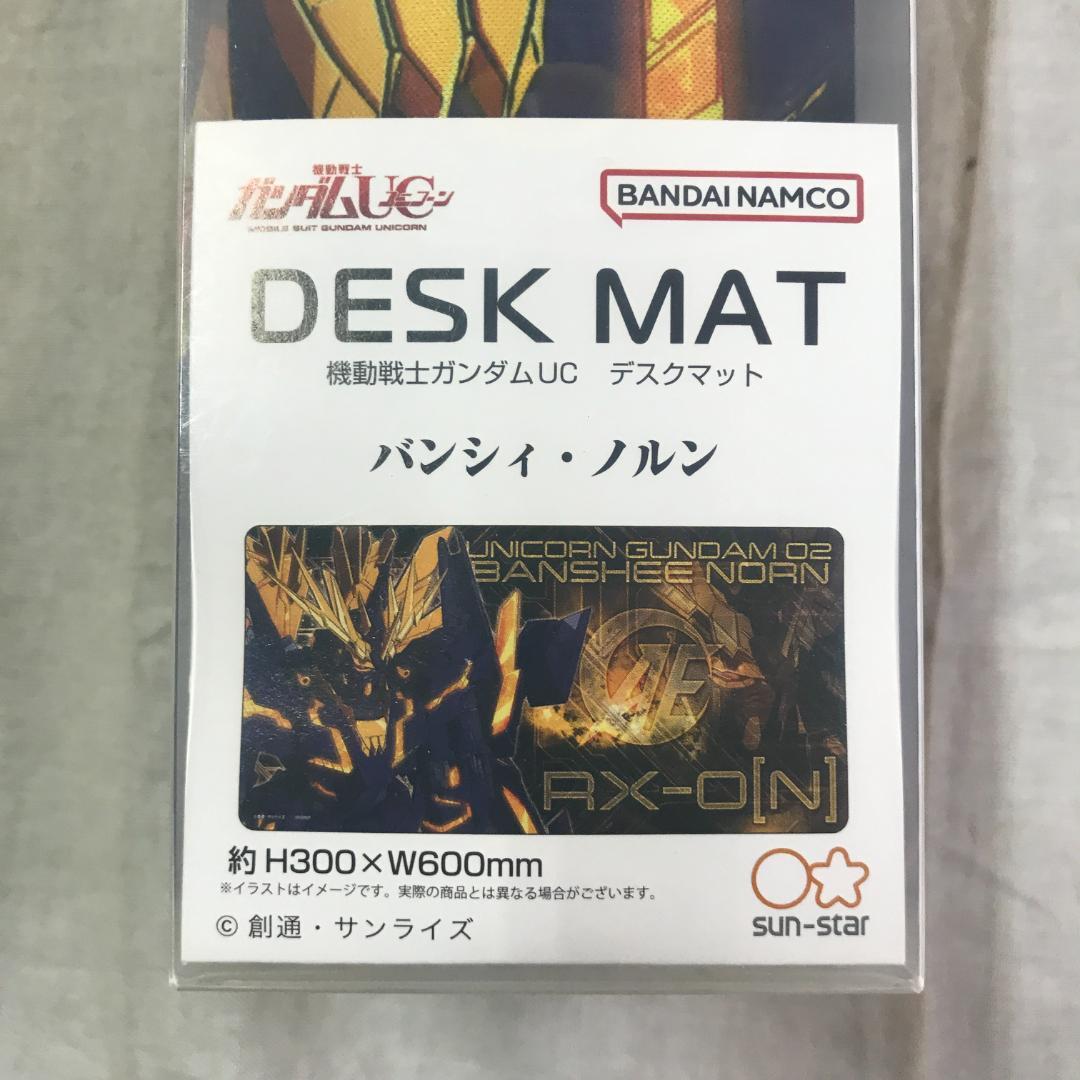 機動戦士
ガンダムUC
ユニコーン
MOBILE SUIT GUNDAM UNICORN
BANDAI NAMCO
DESK MAT
機動戦士ガンダムUC デスクマット
バンシィ・ノルン
UNICORN GUNDAM 02
BANSHEE NORN
AE
RX-0[N]
約 H300×W600mm
※イラストはイメージです。実際の商品とは異なる場合がございます。
© 創通・サンライズ
sun-star